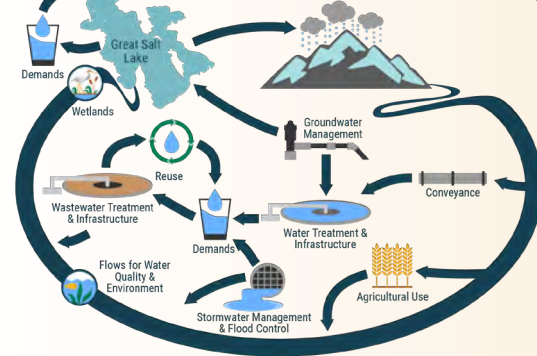 Great Salt
Lake
Demands
Wetlands
Groundwater
Management
Reuse
Conveyance
Wastewater Treatment
& Infrastructure
Water Treatment &
Infrastructure
Demands
Flows for Water
Quality &
Environment
Agricultural Use
Stormwater Management
& Flood Control